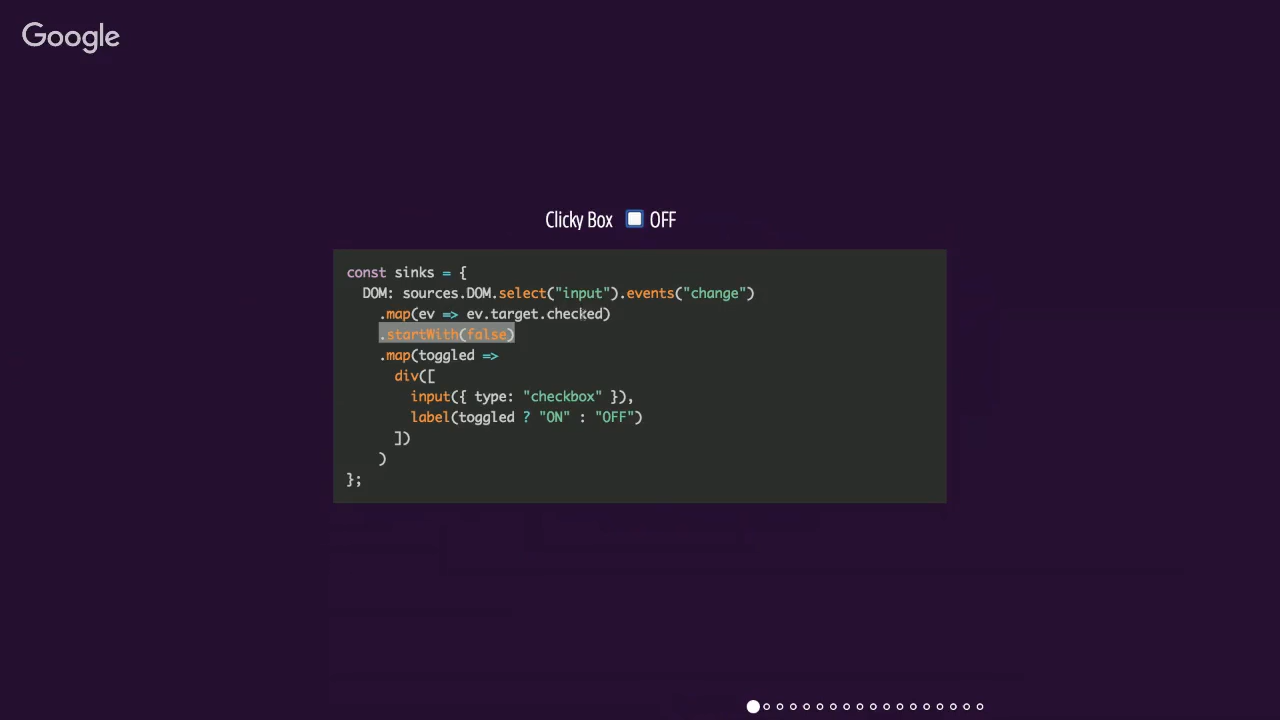 Google
Clicky Box OFF
const sinks = {
  DOM: sources.DOM.select("input").events("change")
    .map(ev => ev.target.checked)
    .startWith(false)
    .map(toggled =>
      div([
        input({ type: "checkbox" }),
        label(toggled ? "ON" : "OFF")
      ])
    )
};